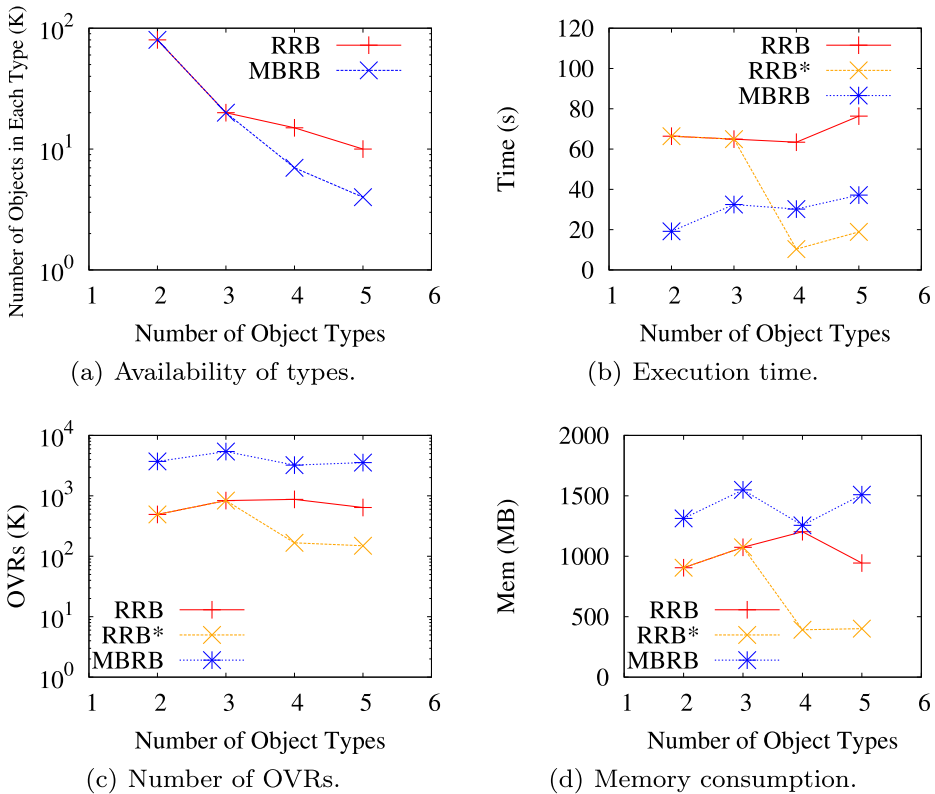 Number of Objects in Each Type (K)
10^2
10^1
10^0
RRB
MBRB
1 2 3 4 5 6
Number of Object Types
(a) Availability of types.
Time (s)
120
100
80
60
40
20
0
RRB
RRB*
MBRB
1 2 3 4 5 6
Number of Object Types
(b) Execution time.
OVRs (K)
10^4
10^3
10^2
10^1
10^0
RRB
RRB*
MBRB
1 2 3 4 5 6
Number of Object Types
(c) Number of OVRs.
Mem (MB)
2000
1500
1000
500
0
RRB
RRB*
MBRB
1 2 3 4 5 6
Number of Object Types
(d) Memory consumption.